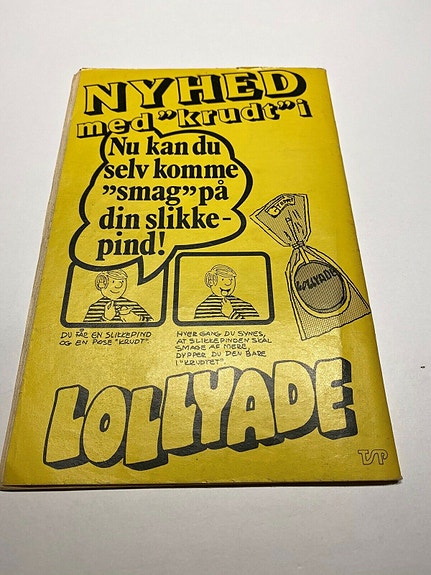 NYHED
med "krudt" i
Nu kan du
selv komme
"smag" på
din slikke-
pind!
LOLLYADE
DU FÅR EN SLIKKEPIND
OG EN POSE "KRUDT".
HVER GANG DU SYNES,
AT SLIKKEPINDEN SKAL
SMAGE AF MERE,
DYPPER DU DEN BARE
I "KRUDTET".
LOLLYADE
TSP